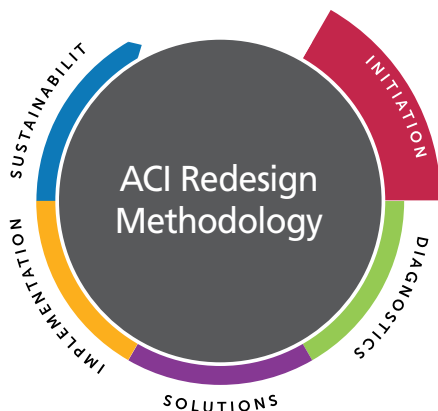 ACI Redesign
Methodology
INITIATION
DIAGNOSTICS
SOLUTIONS
IMPLEMENTATION
SUSTAINABILIT